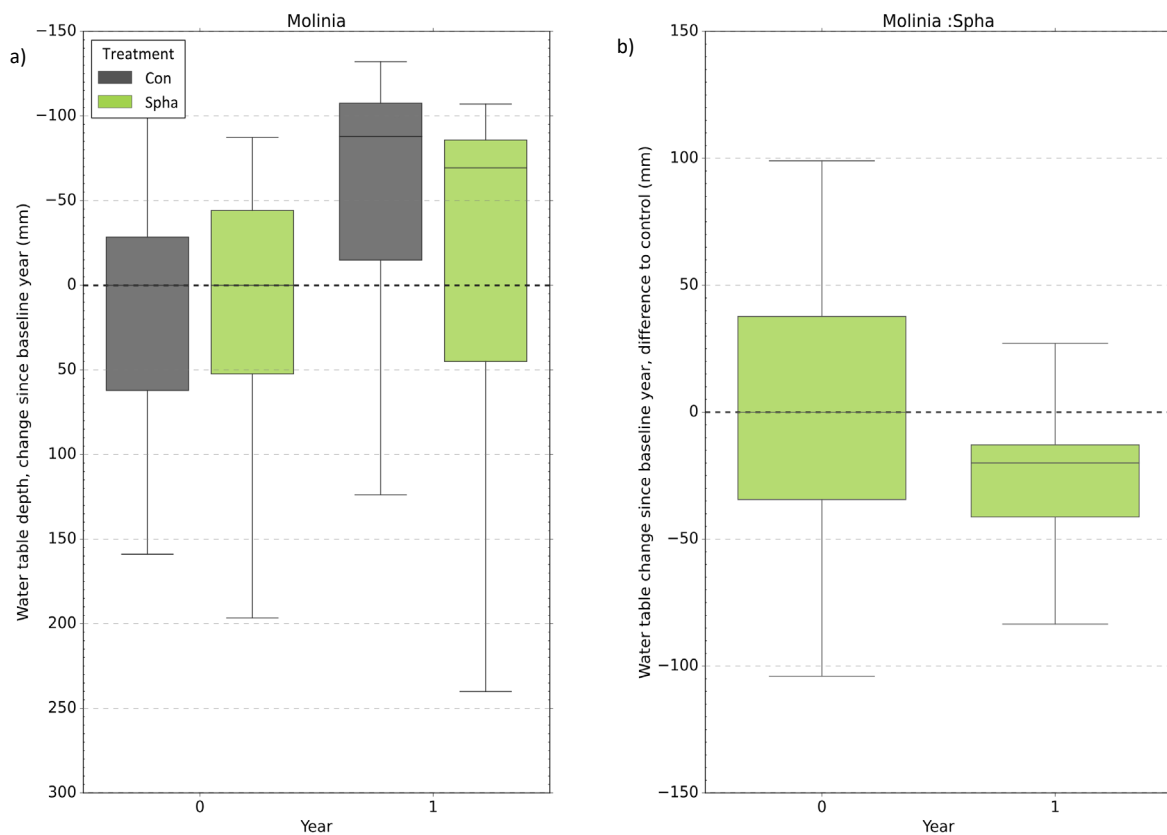 Molinia
a)
Treatment
Con
Spha
Water table depth, change since baseline year (mm)
−150
−100
−50
0
50
100
150
200
250
300
0
1
Year
Molinia :Spha
b)
Water table change since baseline year, difference to control (mm)
150
100
50
0
−50
−100
−150
0
1
Year